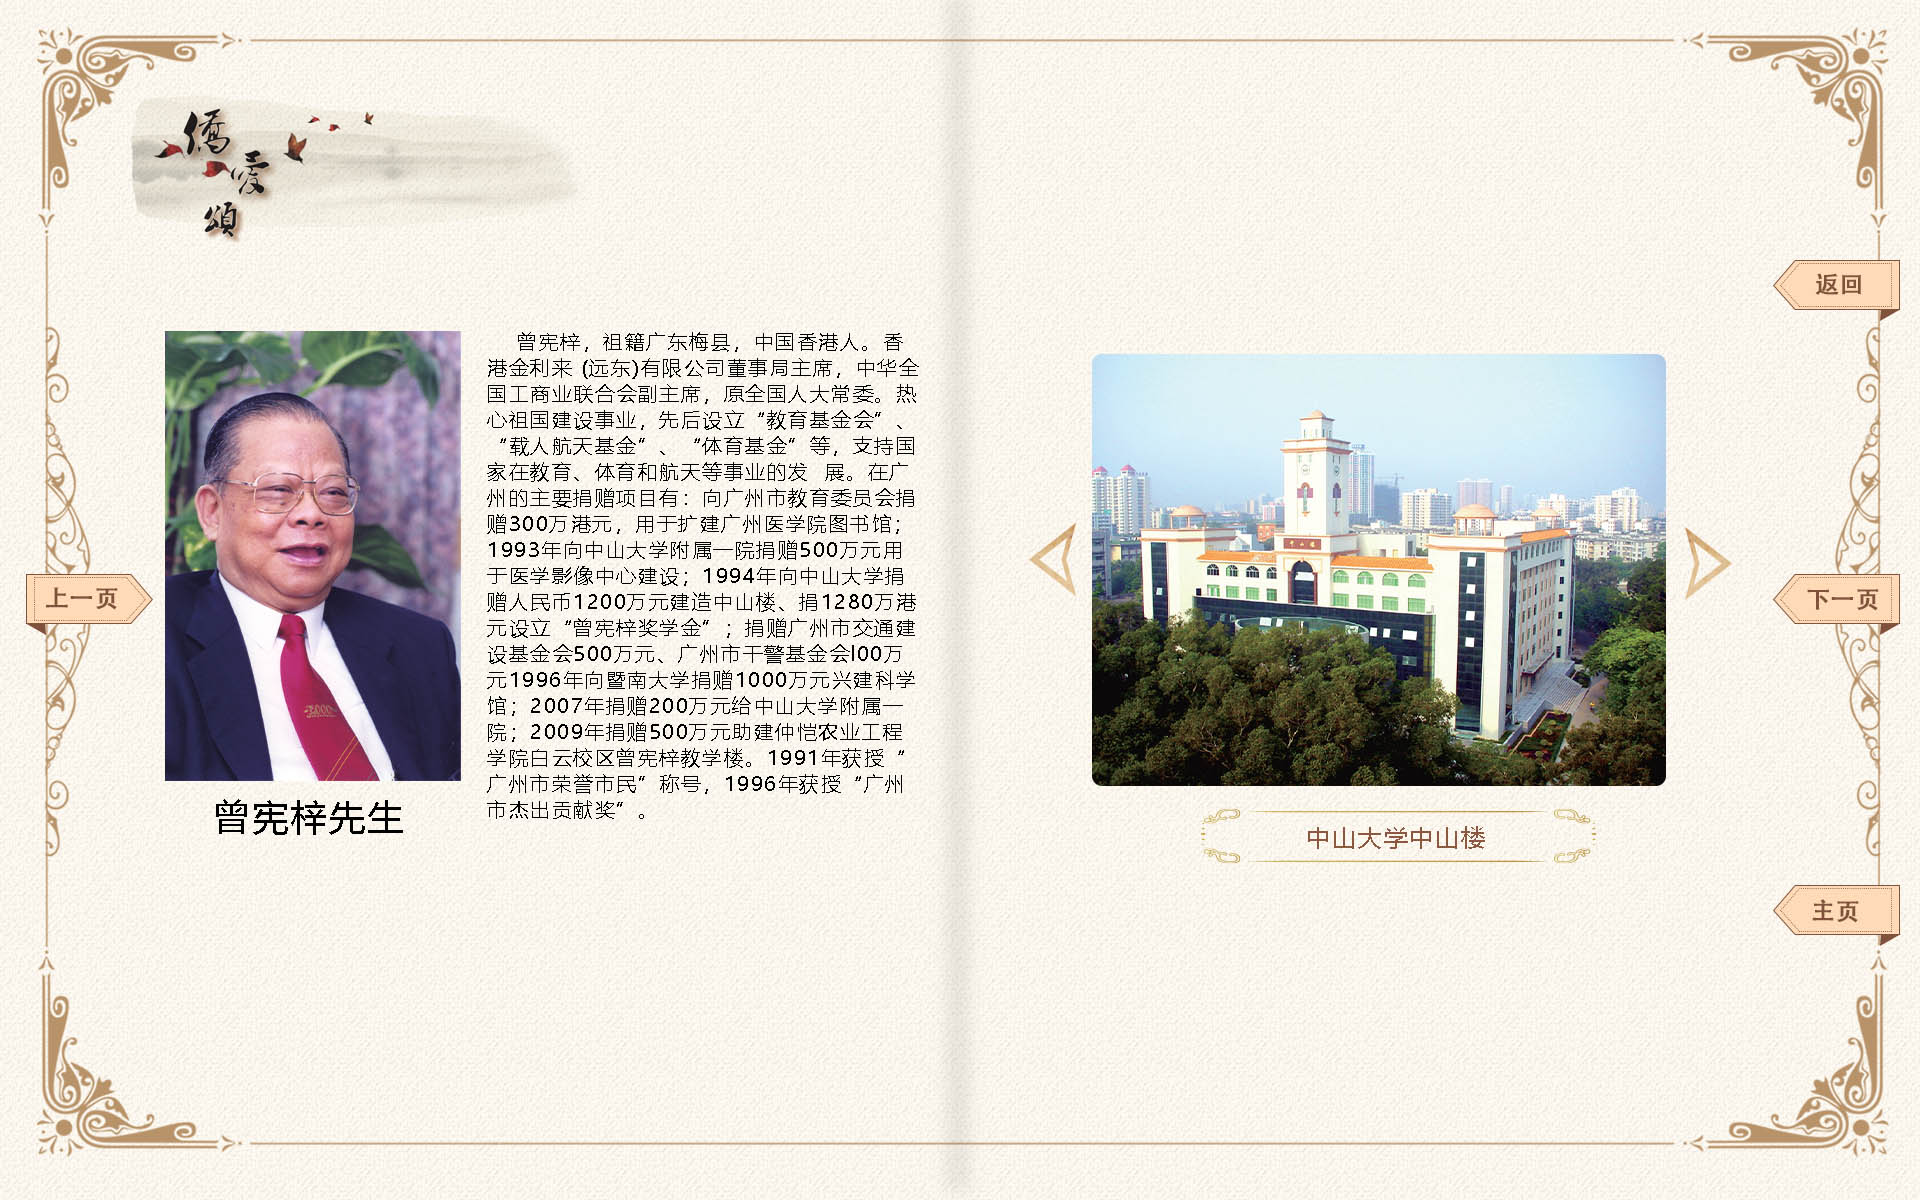 僑
愛
頌
曾宪梓，祖籍广东梅县，中国香港人。香
港金利来 (远东)有限公司董事局主席，中华全
国工商业联合会副主席，原全国人大常委。热
心祖国建设事业，先后设立“教育基金会”、
“载人航天基金”、“体育基金”等，支持国
家在教育、体育和航天等事业的发 展。在广
州的主要捐赠项目有：向广州市教育委员会捐
赠300万港元，用于扩建广州医学院图书馆；
1993年向中山大学附属一院捐赠500万元用
于医学影像中心建设；1994年向中山大学捐
赠人民币1200万元建造中山楼、捐1280万港
元设立“曾宪梓奖学金”；捐赠广州市交通建
设基金会500万元、广州市干警基金会l00万
元1996年向暨南大学捐赠1000万元兴建科学
馆；2007年捐赠200万元给中山大学附属一
院；2009年捐赠500万元助建仲恺农业工程
学院白云校区曾宪梓教学楼。1991年获授“
广州市荣誉市民”称号，1996年获授“广州
市杰出贡献奖”。
曾宪梓先生
上一页
中山楼
中山大学中山楼
返回
下一页
主页